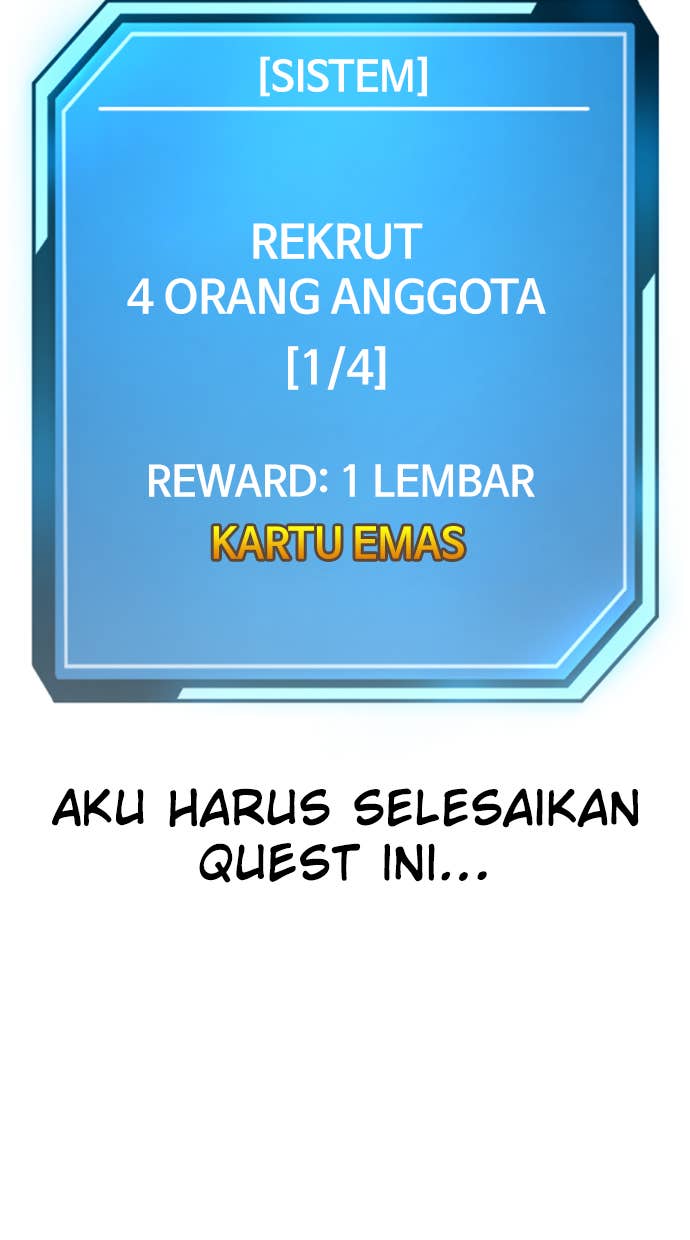 [SISTEM]
REKRUT
4 ORANG ANGGOTA
[1/4]
REWARD: 1 LEMBAR
KARTU EMAS
AKU HARUS SELESAIKAN
QUEST INI...